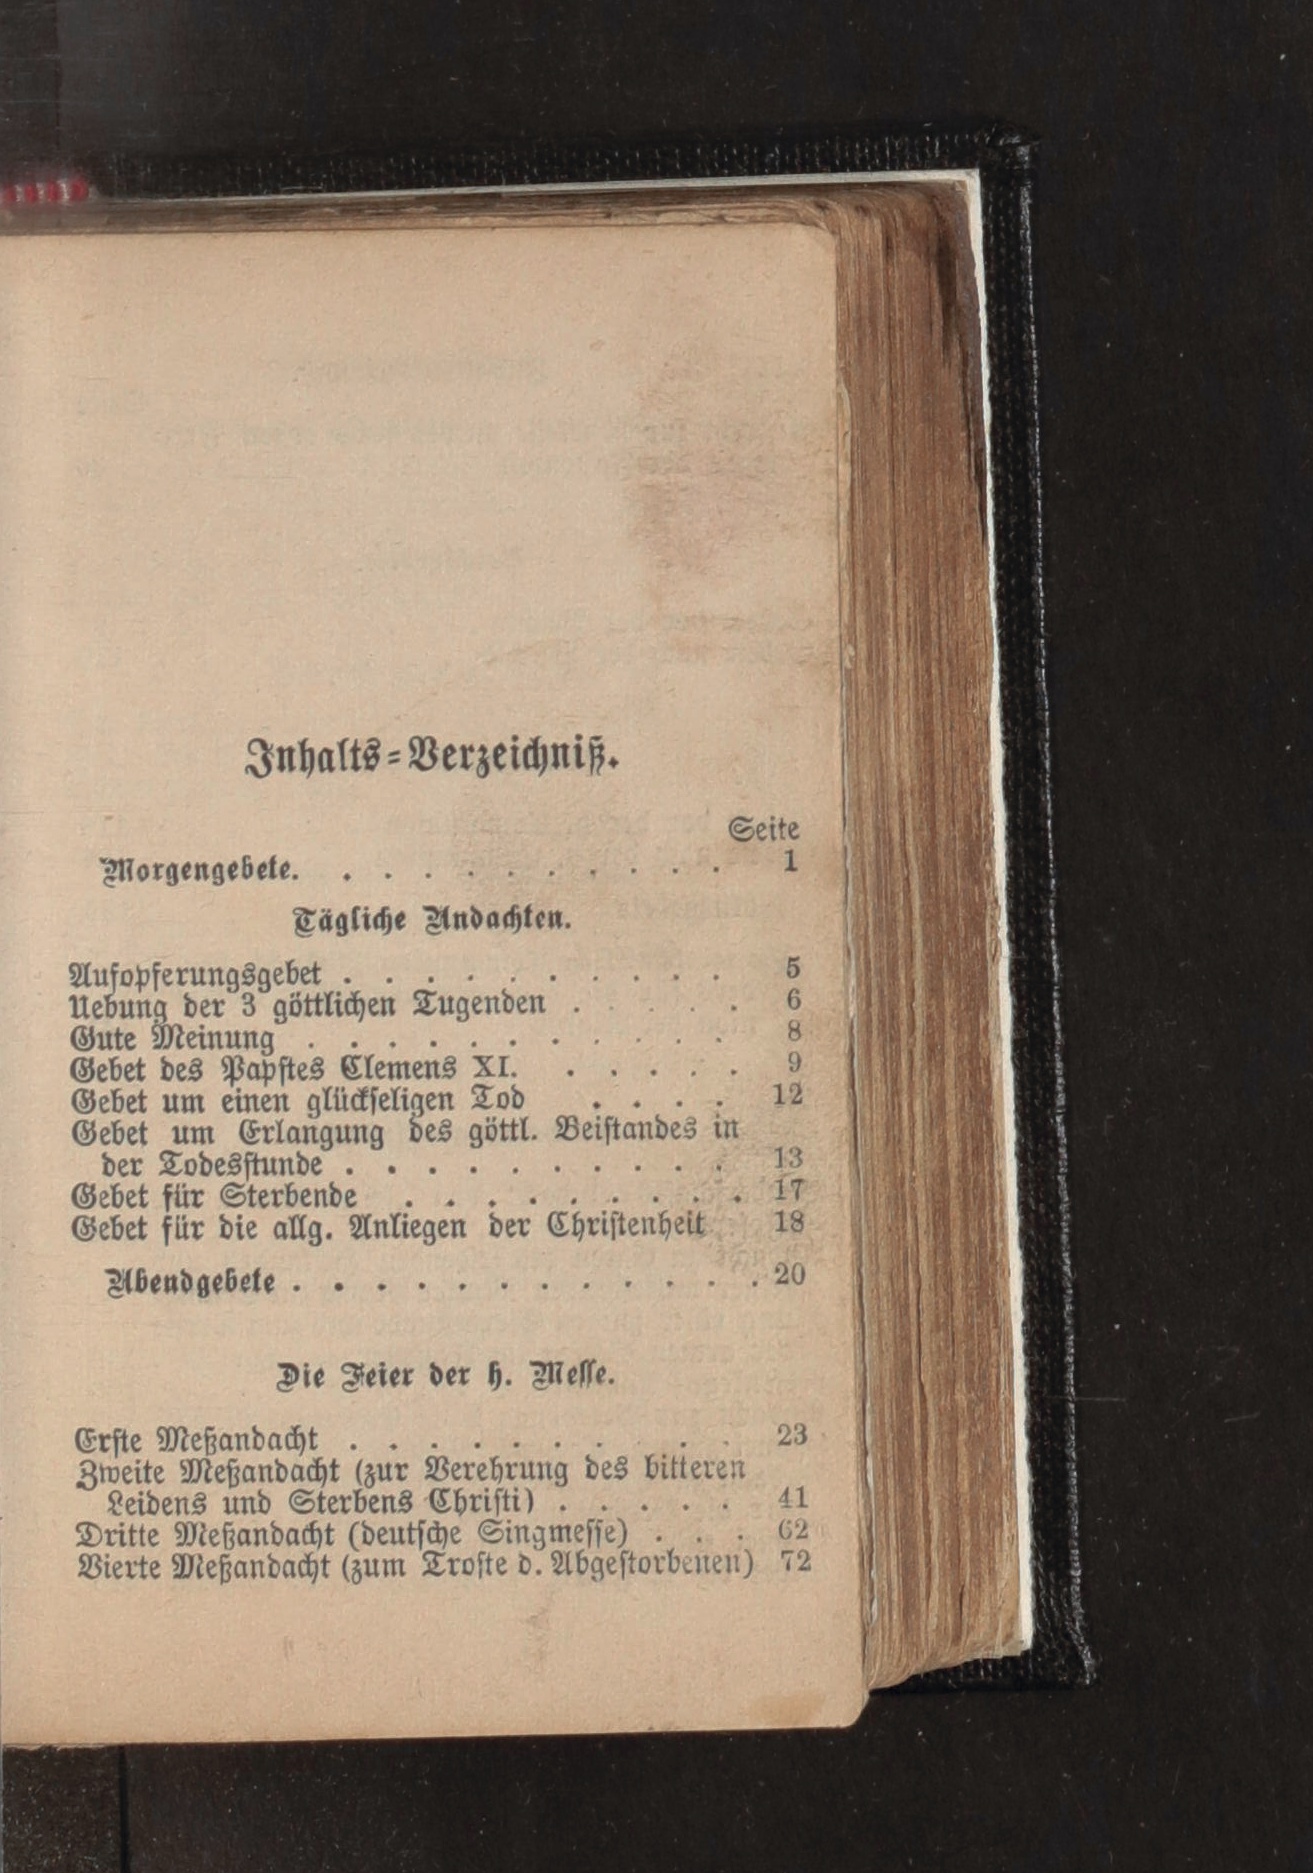 Inhalts-Verzeichniß.
Seite
Morgengebete. . . . . . . . . . . 1
Tägliche Andachten.
Aufopferungsgebet . . . . . . . . . . 5
Uebung der 3 göttlichen Tugenden . . . . . 6
Gute Meinung . . . . . . . . . . . 8
Gebet des Papstes Clemens XI. . . . . . 9
Gebet um einen glückseligen Tod . . . . 12
Gebet um Erlangung des göttl. Beistandes in
der Todesstunde . . . . . . . . . . 13
Gebet für Sterbende . . . . . . . . . 17
Gebet für die allg. Anliegen der Christenheit 18
Abendgebete . . . . . . . . . . . . 20
Die Feier der h. Messe.
Erste Meßandacht . . . . . . . . . . 23
Zweite Meßandacht (zur Verehrung des bitteren
Leidens und Sterbens Christi) . . . . . 41
Dritte Meßandacht (deutsche Singmesse) . . . 62
Vierte Meßandacht (zum Troste d. Abgestorbenen) 72